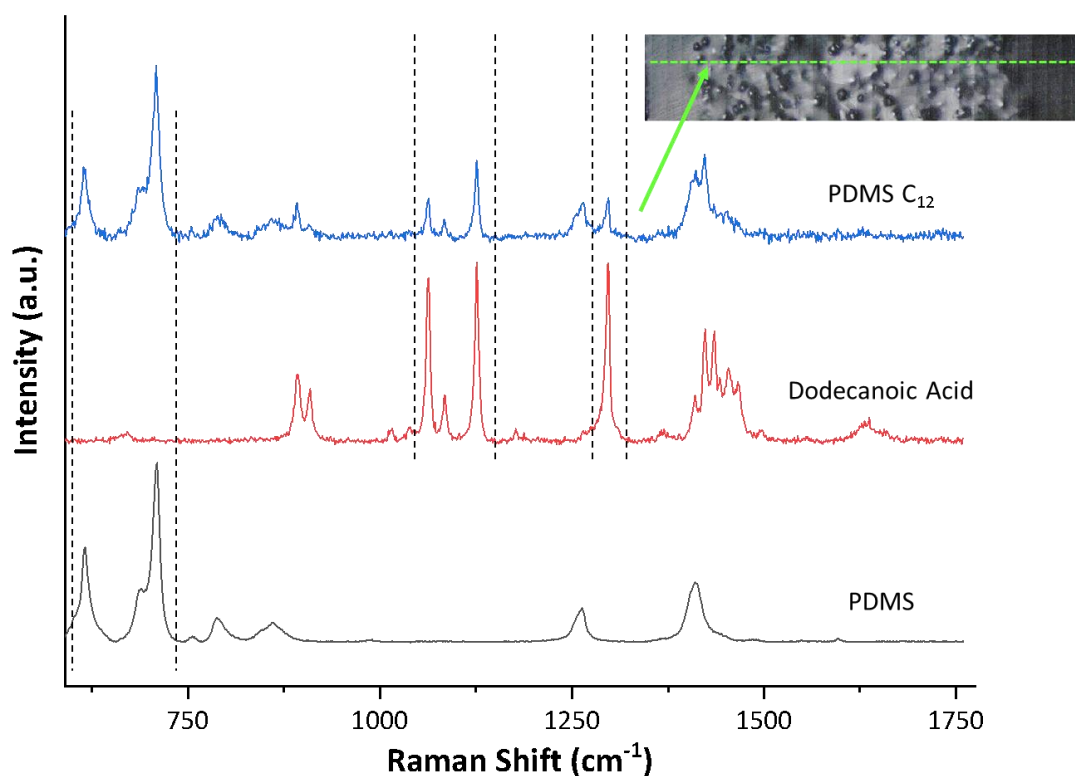 PDMS C₁₂
Dodecanoic Acid
PDMS
Intensity (a.u.)
750
1000
1250
1500
1750
Raman Shift (cm⁻¹)